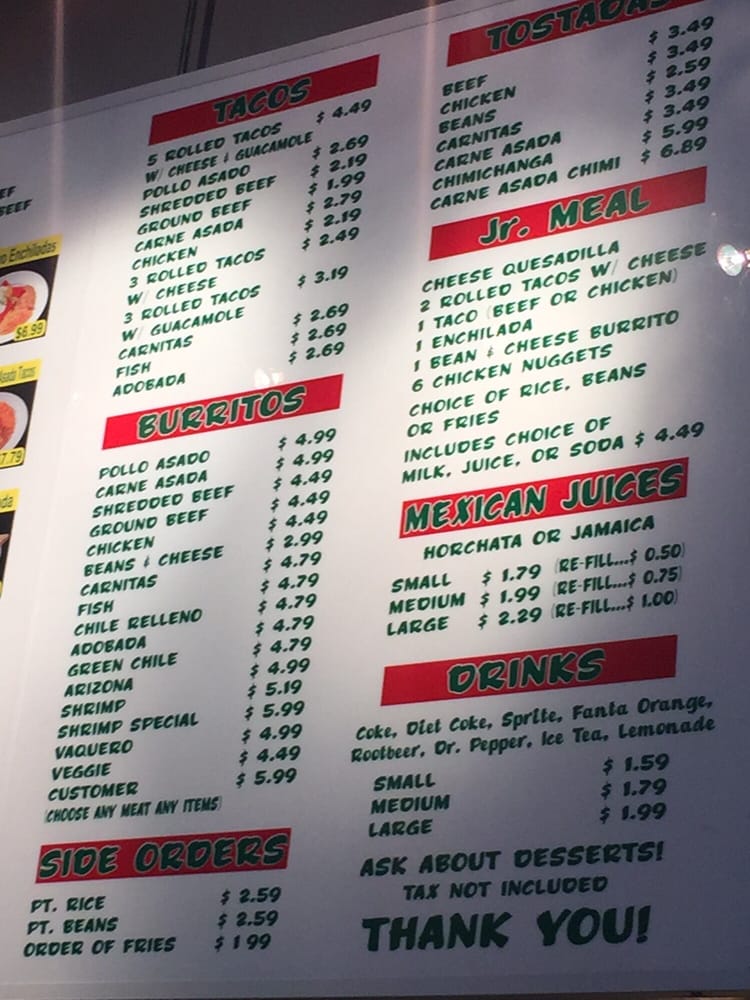 EF
BEEF
o Enchiladas
$6.99
Asada Tacos
7.79
da
TACOS
5 ROLLED TACOS $ 4.49
W/ CHEESE & GUACAMOLE
POLLO ASADO $ 2.69
SHREDDED BEEF $ 2.19
GROUND BEEF $ 1.99
CARNE ASADA $ 2.79
CHICKEN $ 2.19
3 ROLLED TACOS $ 2.49
W/ CHEESE
3 ROLLED TACOS $ 3.19
W/ GUACAMOLE
CARNITAS $ 2.69
FISH $ 2.69
ADOBADA $ 2.69
BURRITOS
POLLO ASADO $ 4.99
CARNE ASADA $ 4.99
SHREDDED BEEF $ 4.49
GROUND BEEF $ 4.49
CHICKEN $ 4.49
BEANS & CHEESE $ 2.99
CARNITAS $ 4.79
FISH $ 4.79
CHILE RELLENO $ 4.79
ADOBADA $ 4.79
GREEN CHILE $ 4.79
ARIZONA $ 4.99
SHRIMP $ 5.19
SHRIMP SPECIAL $ 5.99
VAQUERO $ 4.99
VEGGIE $ 4.49
CUSTOMER $ 5.99
(CHOOSE ANY MEAT ANY ITEMS)
SIDE ORDERS
PT. RICE $ 2.59
PT. BEANS $ 2.59
ORDER OF FRIES $ 1 99
TOSTADAS
BEEF $ 3.49
CHICKEN $ 3.49
BEANS $ 2.59
CARNITAS $ 3.49
CARNE ASADA $ 3.49
CHIMICHANGA $ 5.99
CARNE ASADA CHIMI $ 6.89
Jr. MEAL
CHEESE QUESADILLA
2 ROLLED TACOS W/ CHEESE
1 TACO (BEEF OR CHICKEN)
1 ENCHILADA
1 BEAN & CHEESE BURRITO
6 CHICKEN NUGGETS
CHOICE OF RICE, BEANS
OR FRIES
INCLUDES CHOICE OF
MILK, JUICE, OR SODA $ 4.49
MEXICAN JUICES
HORCHATA OR JAMAICA
SMALL $ 1.79 (RE-FILL...$ 0.50)
MEDIUM $ 1.99 (RE-FILL...$ 0.75)
LARGE $ 2.29 (RE-FILL...$ 1.00)
DRINKS
Coke, Diet Coke, Sprite, Fanta Orange,
Rootbeer, Dr. Pepper, Ice Tea, Lemonade
SMALL $ 1.59
MEDIUM $ 1.79
LARGE $ 1.99
ASK ABOUT DESSERTS!
TAX NOT INCLUDED
THANK YOU!